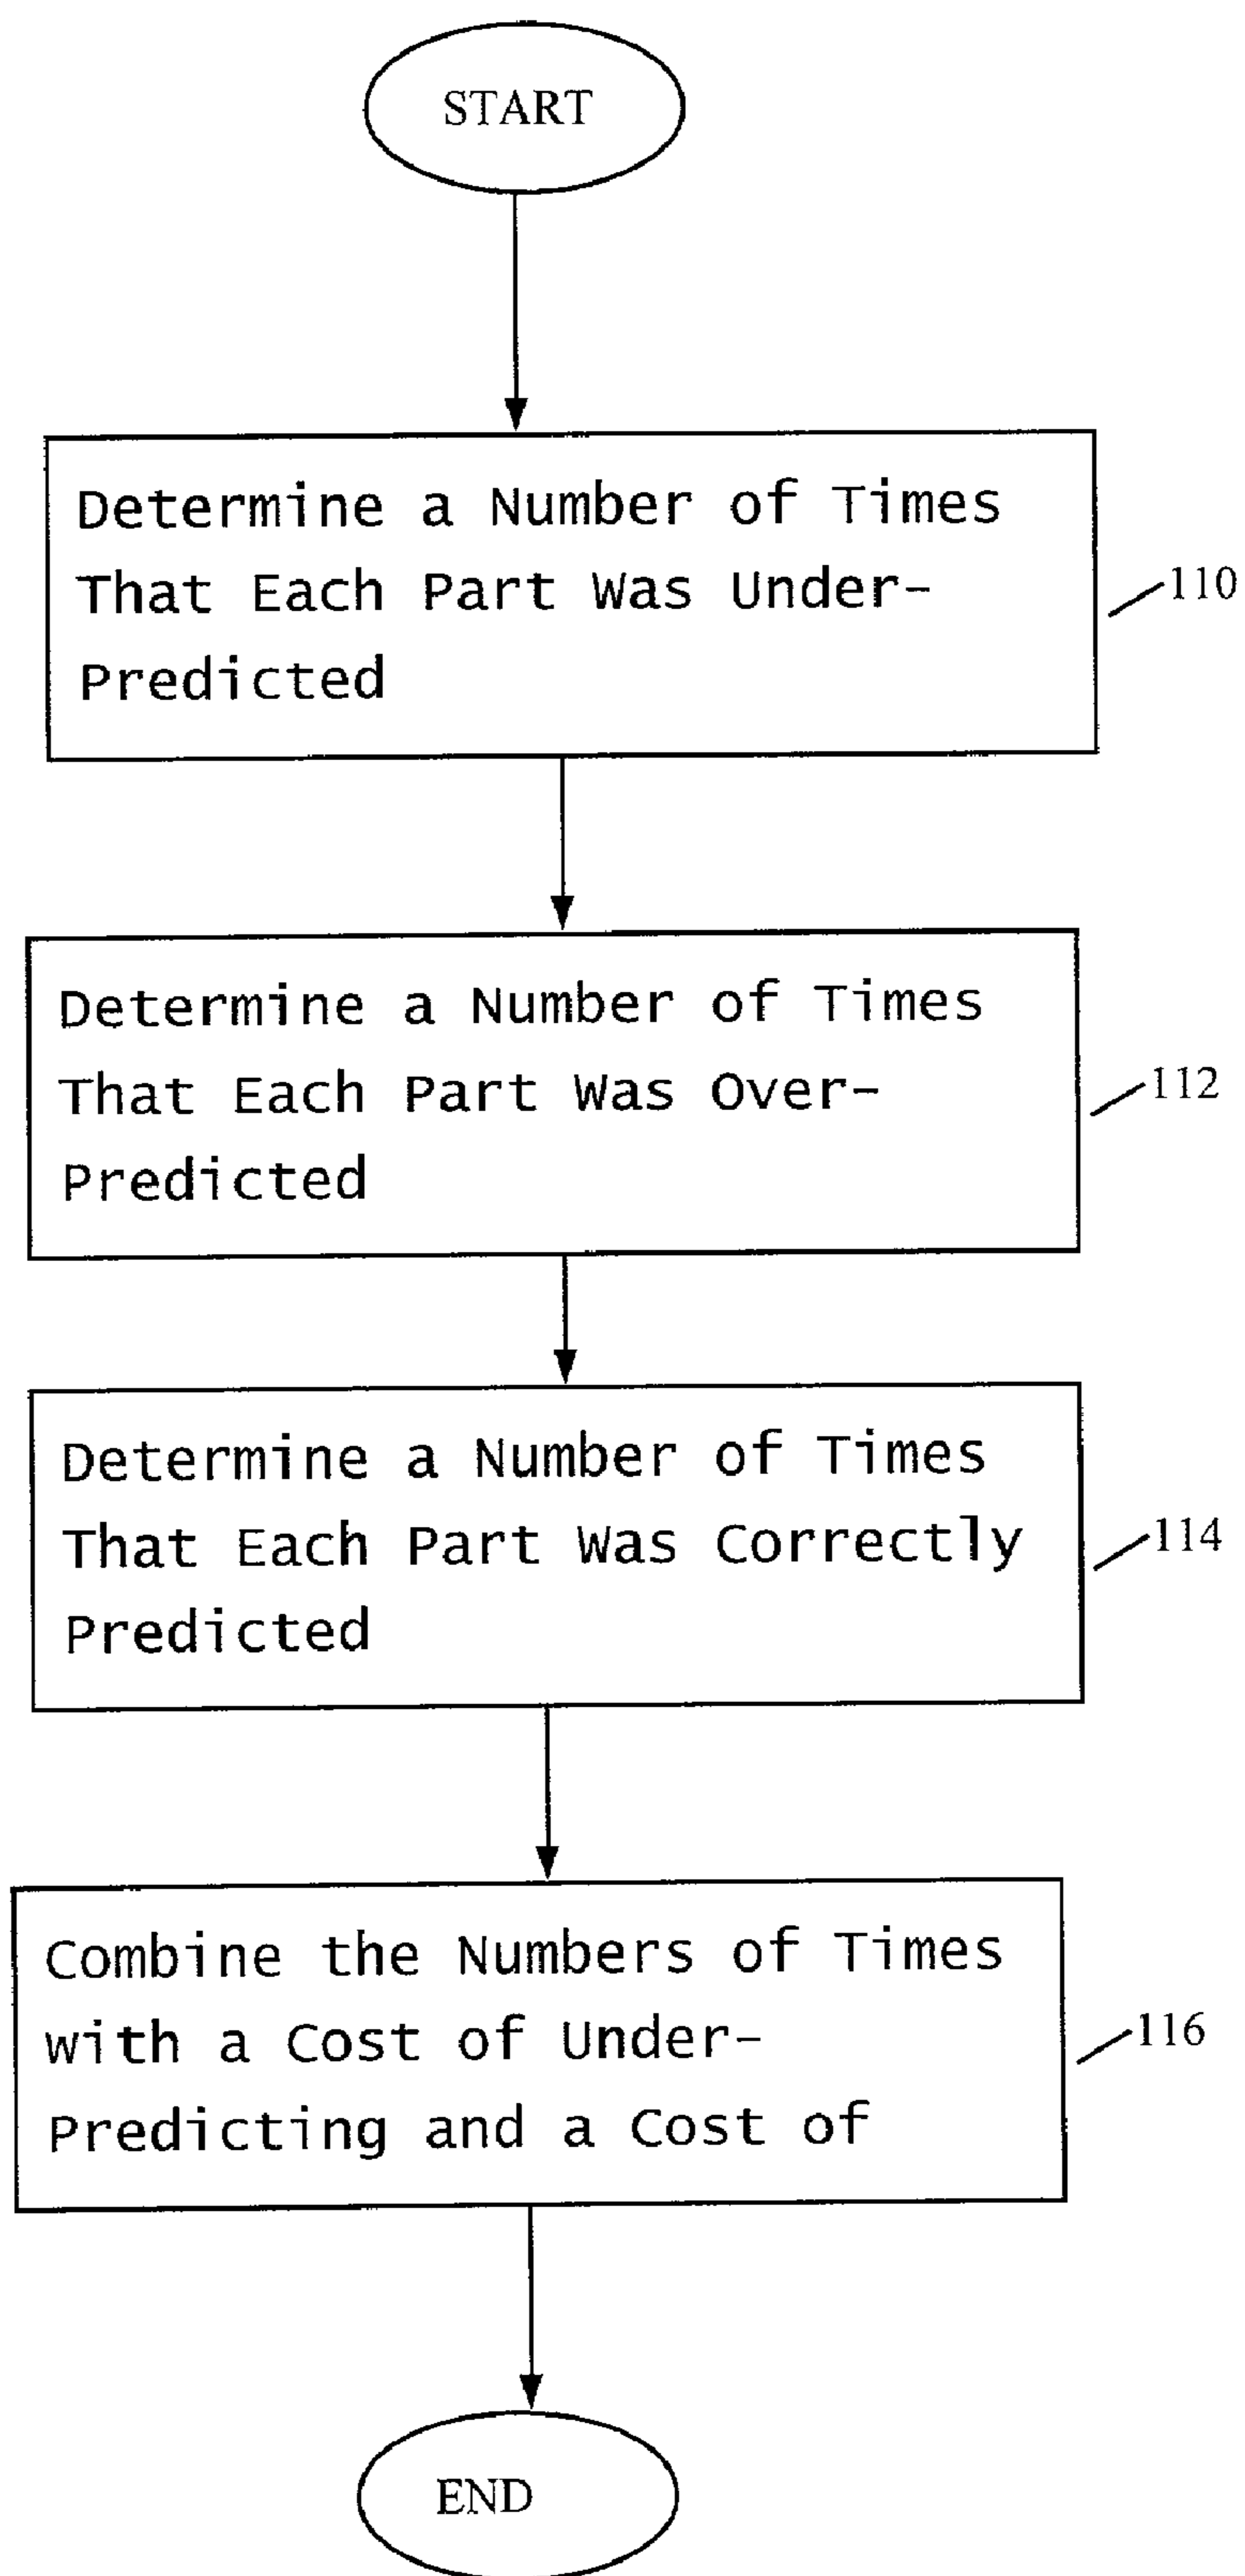 START
Determine a Number of Times
That Each Part Was Under-
Predicted
110
Determine a Number of Times
That Each Part Was Over-
Predicted
112
Determine a Number of Times
That Each Part Was Correctly
Predicted
114
Combine the Numbers of Times
with a Cost of Under-
Predicting and a Cost of
116
END